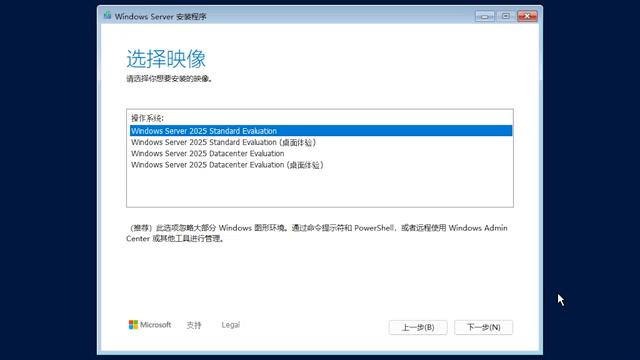 Windows Server 安装程序
选择映像
请选择你想要安装的映像。
操作系统:
Windows Server 2025 Standard Evaluation
Windows Server 2025 Standard Evaluation (桌面体验)
Windows Server 2025 Datacenter Evaluation
Windows Server 2025 Datacenter Evaluation (桌面体验)
（推荐）此选项忽略大部分 Windows 图形环境。通过命令提示符和 PowerShell，或者远程使用 Windows Admin
Center 或其他工具进行管理。
Microsoft 支持 Legal 上一步(B) 下一步(N)